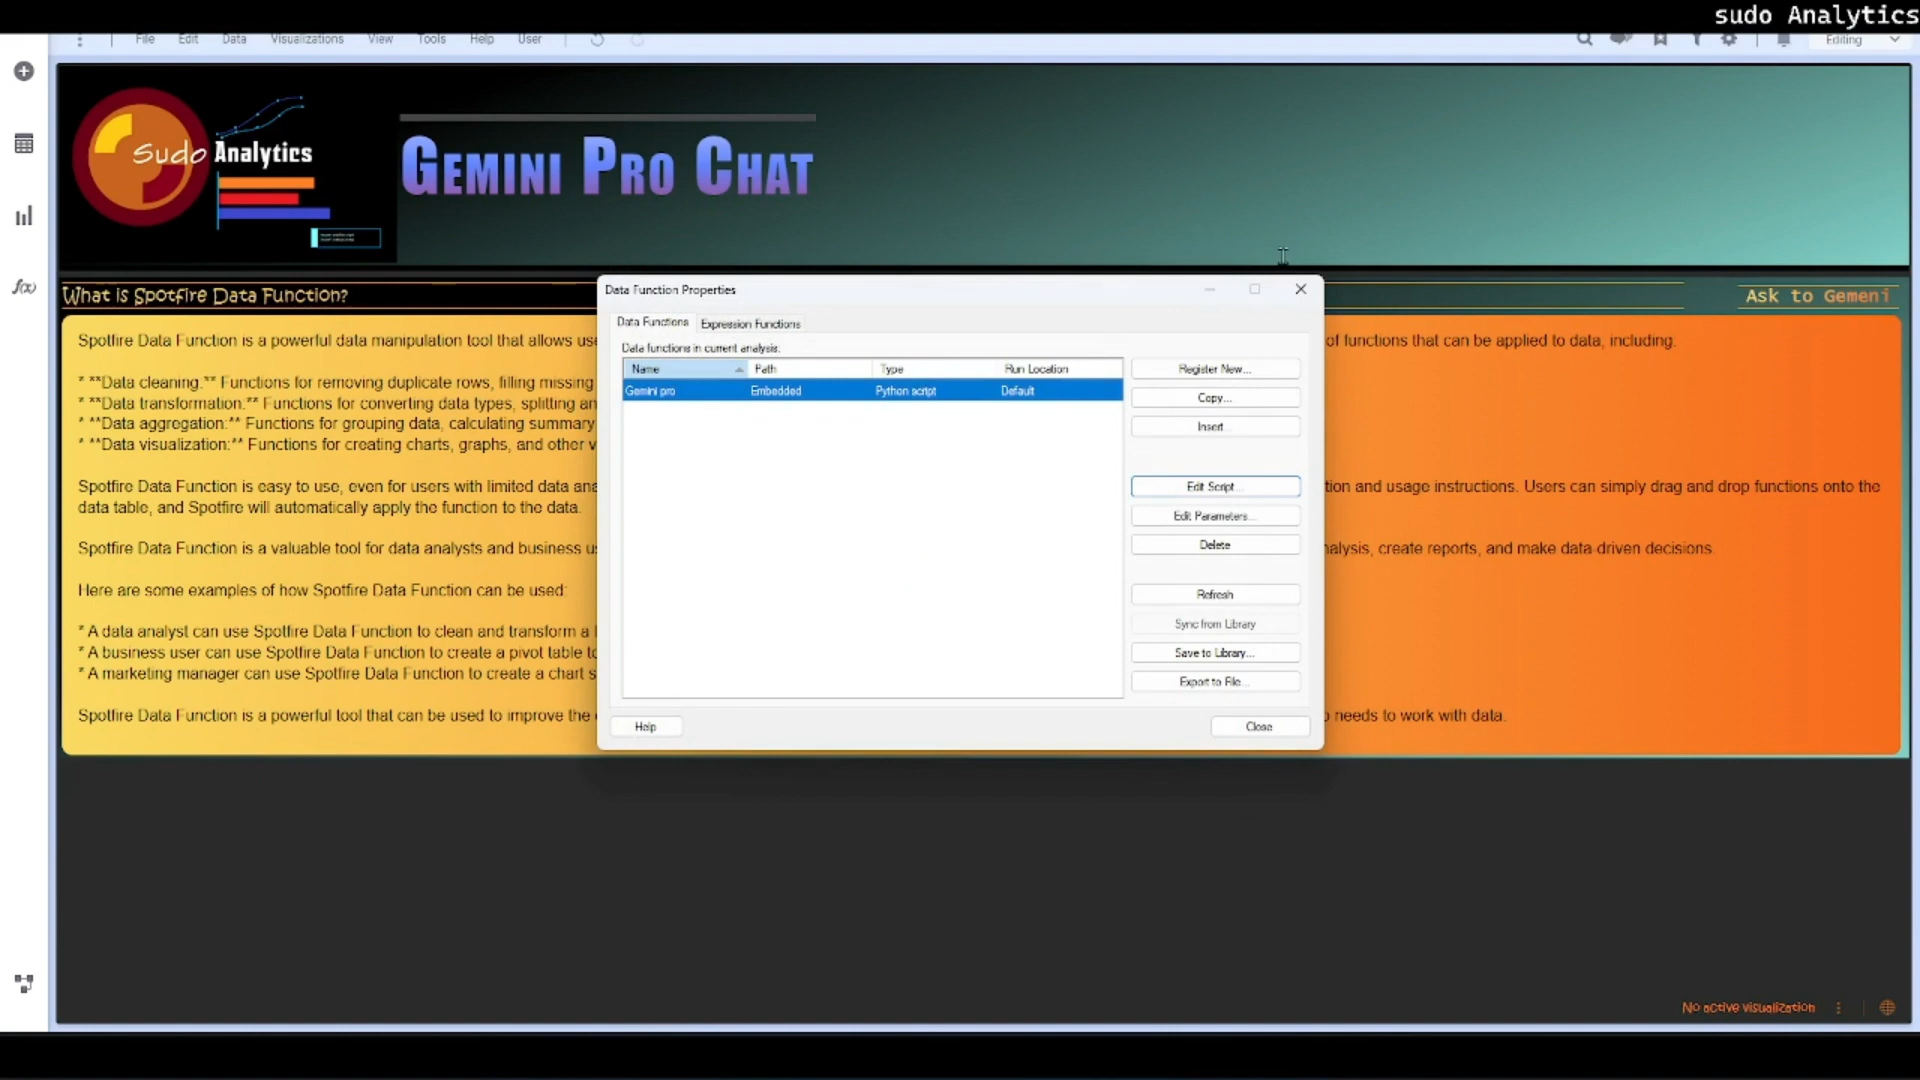 sudo Analytics
File Edit Data Visualizations View Tools Help User Editing
Sudo Analytics
Gemini Pro Chat
What is Spotfire Data Function?
Ask to Gemeni
Spotfire Data Function is a powerful data manipulation tool that allows use
of functions that can be applied to data, including:
* **Data cleaning:** Functions for removing duplicate rows, filling missing
* **Data transformation:** Functions for converting data types, splitting an
* **Data aggregation:** Functions for grouping data, calculating summary
* **Data visualization:** Functions for creating charts, graphs, and other v
Spotfire Data Function is easy to use, even for users with limited data ana
tion and usage instructions. Users can simply drag and drop functions onto the
data table, and Spotfire will automatically apply the function to the data.
Spotfire Data Function is a valuable tool for data analysts and business u
alysis, create reports, and make data-driven decisions.
Here are some examples of how Spotfire Data Function can be used:
* A data analyst can use Spotfire Data Function to clean and transform a
* A business user can use Spotfire Data Function to create a pivot table to
* A marketing manager can use Spotfire Data Function to create a chart s
Spotfire Data Function is a powerful tool that can be used to improve the
needs to work with data.
Data Function Properties
Data Functions Expression Functions
Data functions in current analysis:
Name Path Type Run Location
Gemini pro Embedded Python script Default
Register New...
Copy...
Insert
Edit Script...
Edit Parameters...
Delete
Refresh
Sync from Library
Save to Library...
Export to File...
Help
Close
f(x)
No active visualization